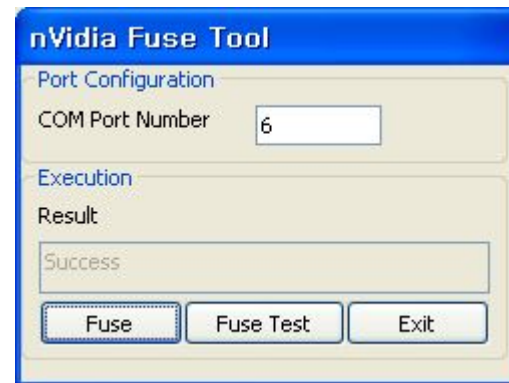 nVidia Fuse Tool
Port Configuration
COM Port Number 6
Execution
Result
Success
Fuse Fuse Test Exit